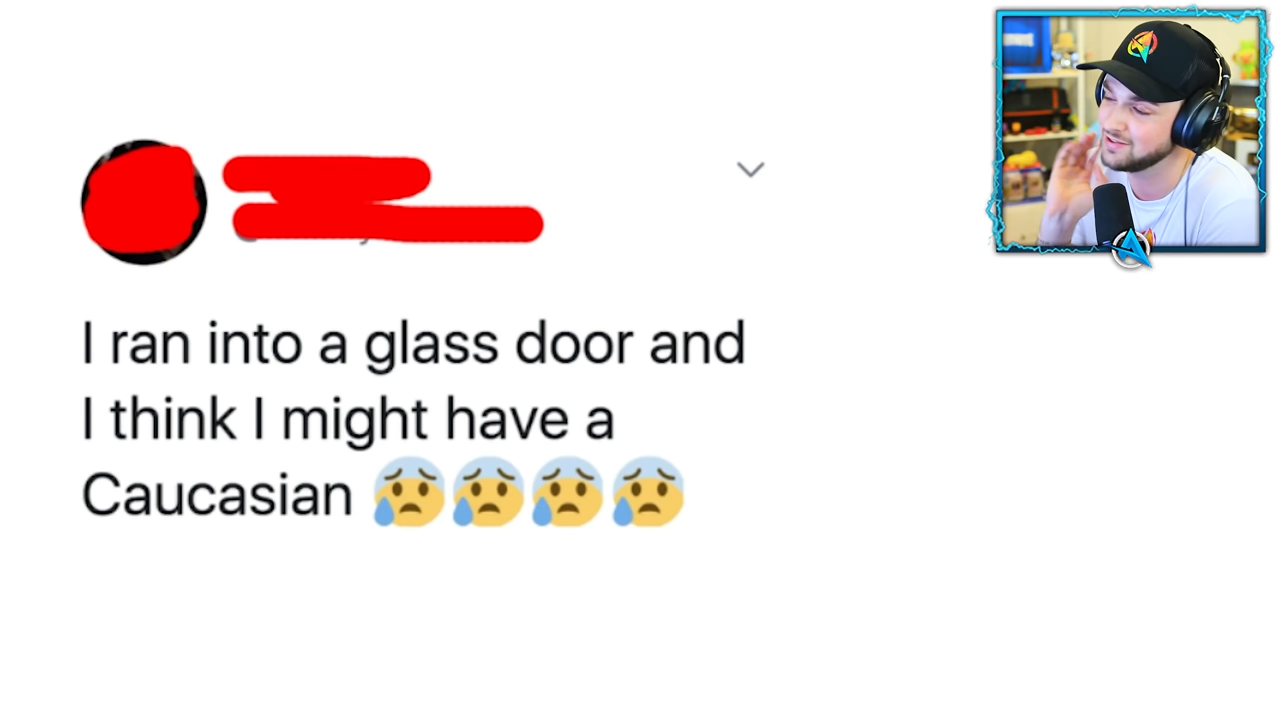 I ran into a glass door and
I think I might have a
Caucasian 😰😰😰😰